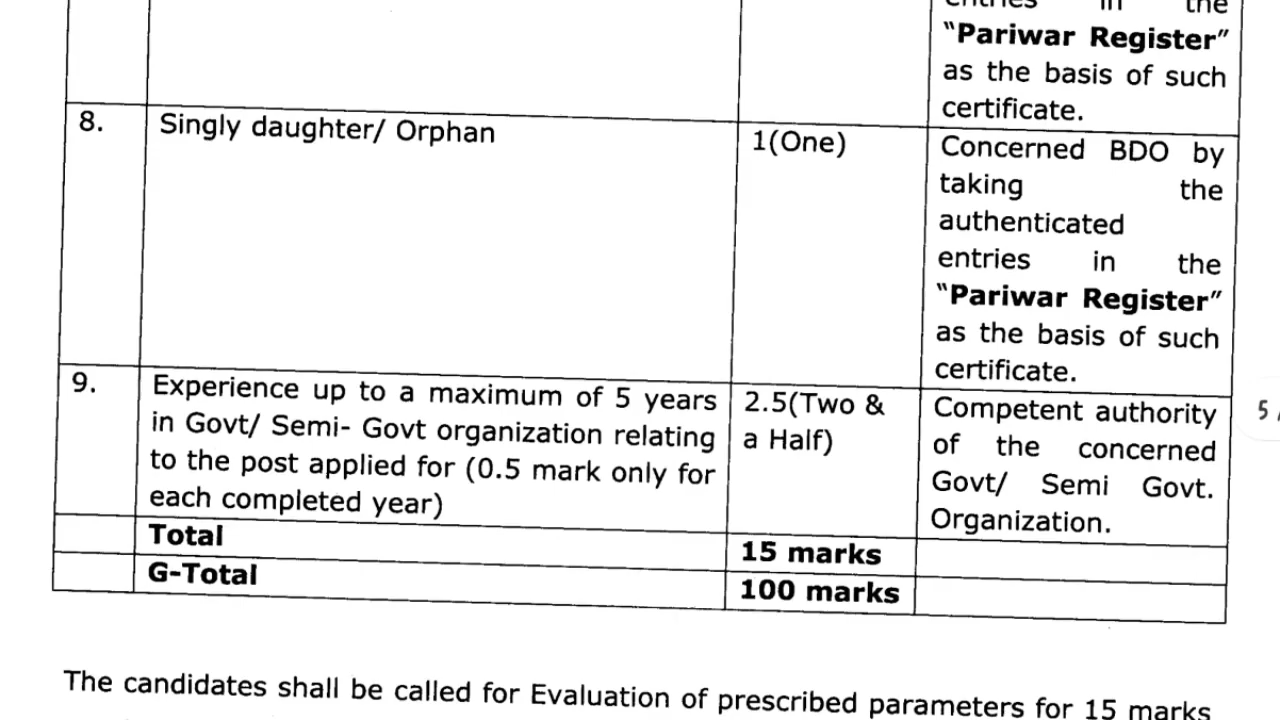 entries in the
“Pariwar Register”
as the basis of such
certificate.
8.
Singly daughter/ Orphan
1(One)
Concerned BDO by
taking the
authenticated
entries in the
“Pariwar Register”
as the basis of such
certificate.
9.
Experience up to a maximum of 5 years
in Govt/ Semi- Govt organization relating
to the post applied for (0.5 mark only for
each completed year)
2.5(Two &
a Half)
Competent authority
of the concerned
Govt/ Semi Govt.
Organization.
5
Total
15 marks
G-Total
100 marks
The candidates shall be called for Evaluation of prescribed parameters for 15 marks